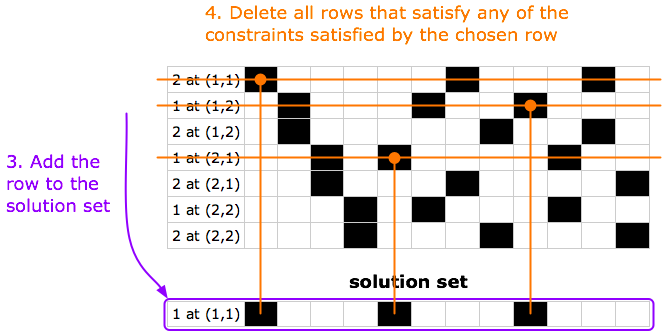 4. Delete all rows that satisfy any of the
constraints satisfied by the chosen row
2 at (1,1)
1 at (1,2)
2 at (1,2)
1 at (2,1)
2 at (2,1)
1 at (2,2)
2 at (2,2)
3. Add the
row to the
solution set
solution set
1 at (1,1)